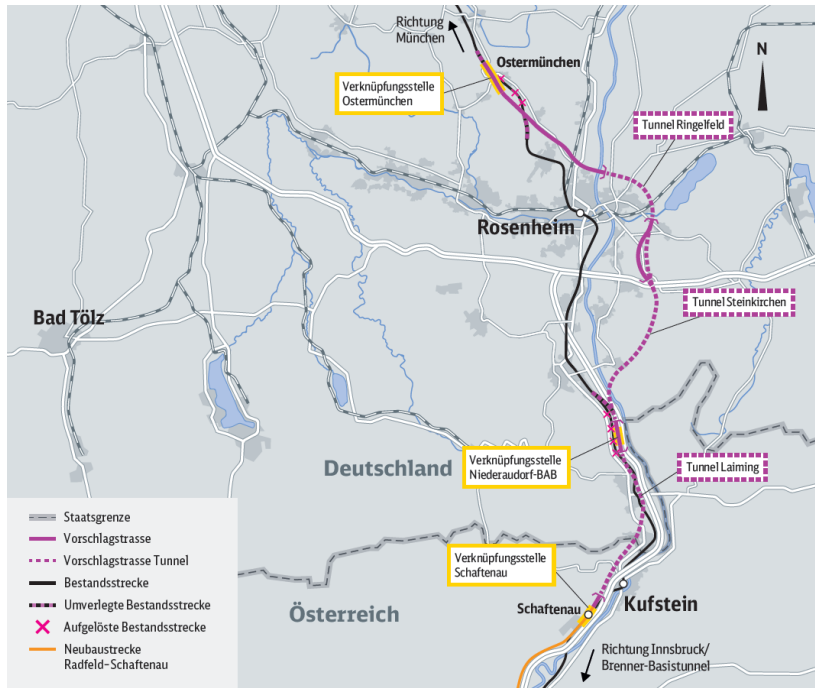 Richtung
München
Ostermünchen
N
Verknüpfungsstelle
Ostermünchen
Tunnel Ringelfeld
Rosenheim
Tunnel Steinkirchen
Bad Tölz
Verknüpfungsstelle
Niederaudorf-BAB
Deutschland
Tunnel Laiming
Verknüpfungsstelle
Schaftenau
Schaftenau
Kufstein
Österreich
Richtung Innsbruck/
Brenner-Basistunnel
Staatsgrenze
Vorschlagstrasse
Vorschlagstrasse Tunnel
Bestandsstrecke
Umverlegte Bestandsstrecke
Aufgelöste Bestandsstrecke
Neubaustrecke
Radfeld–Schaftenau